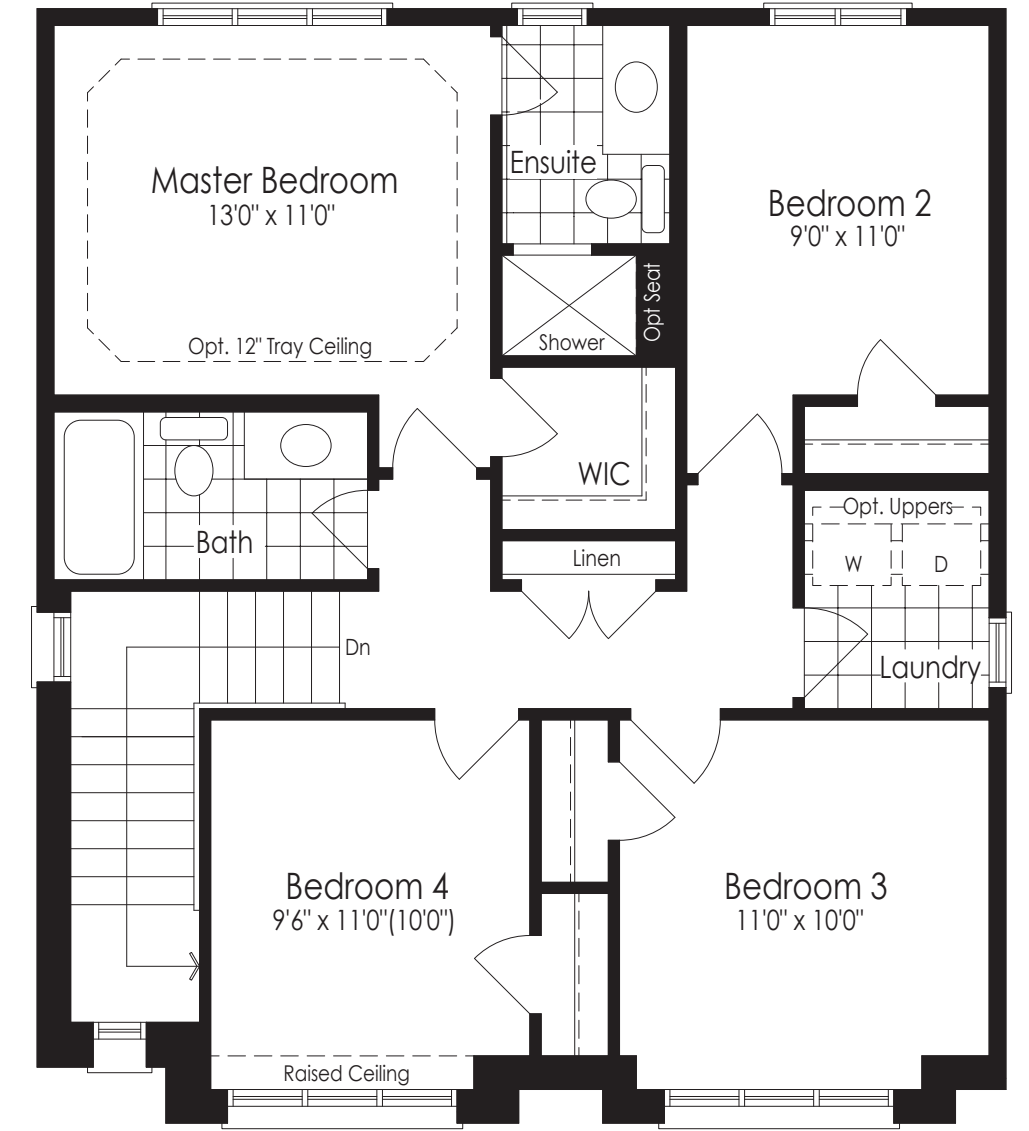 Master Bedroom
13'0" x 11'0"
Opt. 12" Tray Ceiling
Ensuite
Shower
Opt Seat
Bedroom 2
9'0" x 11'0"
WIC
Linen
Bath
Opt. Uppers
W
D
Laundry
Dn
Bedroom 4
9'6" x 11'0"(10'0")
Raised Ceiling
Bedroom 3
11'0" x 10'0"